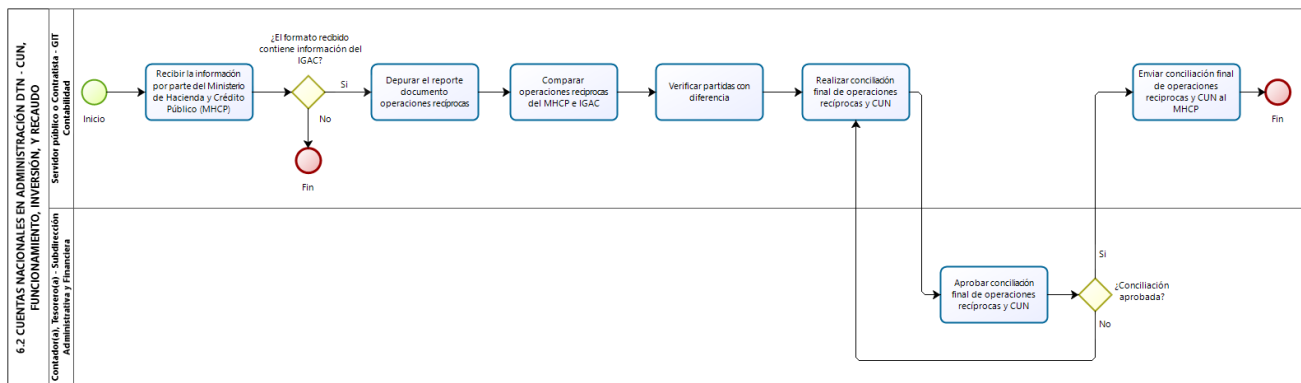 6.2 CUENTAS NACIONALES EN ADMINISTRACIÓN DTN - CUN,
FUNCIONAMIENTO, INVERSIÓN, Y RECAUDO
Servidor público o Contralista - GIT
Contabilidad
Inicio
Recibir la información
por parte del Ministerio
de Hacienda y Crédito
Público (MHCP)
¿El formato recibido
contiene información del
IGAC?
Si
No
Fin
Depurar el reporte
documento
operaciones recíprocas
Comparar
operaciones reciprocas
del MHCP e IGAC
Verificar partidas con
diferencia
Realizar conciliación
final de operaciones
recíprocas y CUN
Enviar conciliación final
de operaciones
reciprocas y CUN al
MHCP
Fin
Contador(a), Tesorero(a) - Subdirección
Administrativa y Financiera
Aprobar conciliación
final de operaciones
recíprocas y CUN
Si
¿Conciliación
aprobada?
No